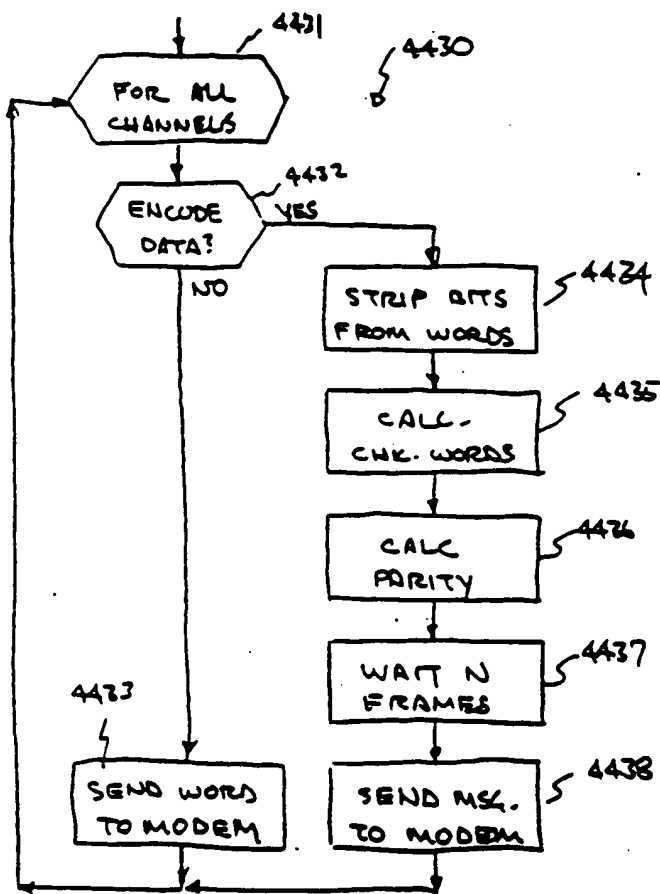 4431
4430
FOR ALL
CHANNELS
4432
ENCODE
DATA?
YES
NO
4434
STRIP BITS
FROM WORDS
4435
CALC.
CHK. WORDS
4436
CALC
PARITY
4437
WAIT N
FRAMES
4433
4438
SEND WORD
TO MODEM
SEND MSG.
TO MODEM